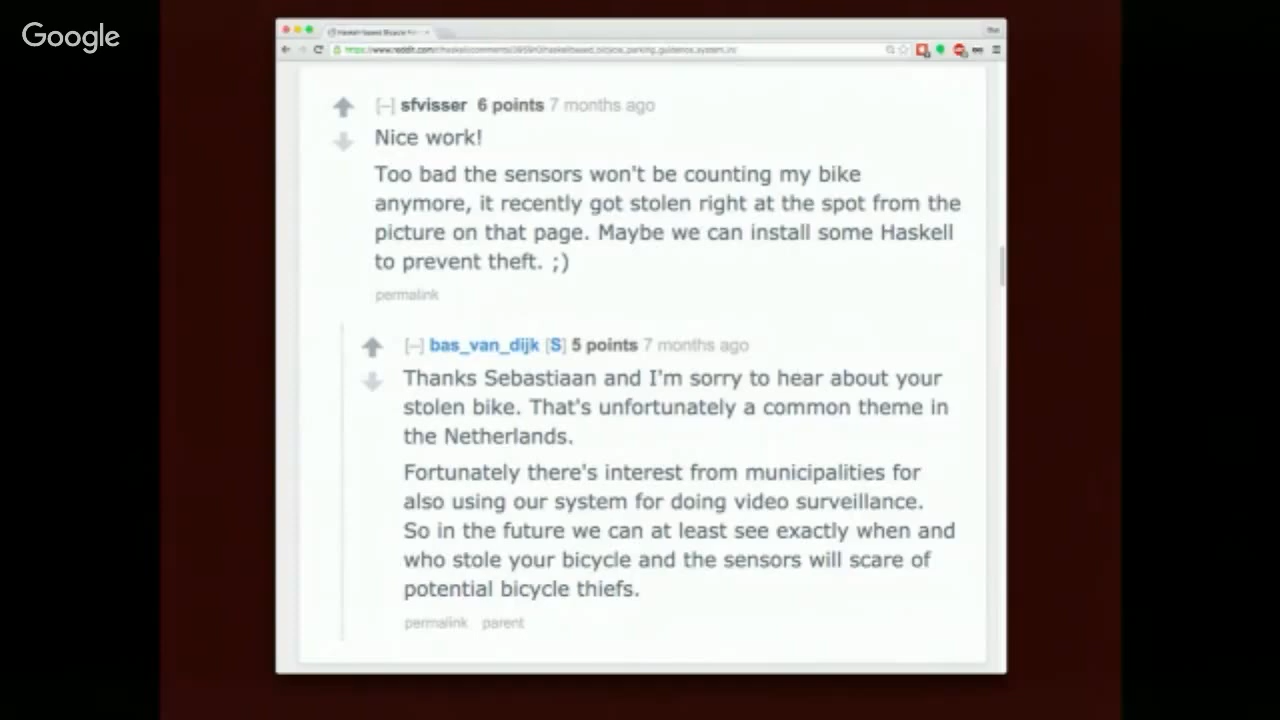 Google
Haskell-based Bicycle
[–] sfvisser 6 points 7 months ago
Nice work!
Too bad the sensors won't be counting my bike
anymore, it recently got stolen right at the spot from the
picture on that page. Maybe we can install some Haskell
to prevent theft. ;)
permalink
[–] bas_van_dijk [S] 5 points 7 months ago
Thanks Sebastiaan and I'm sorry to hear about your
stolen bike. That's unfortunately a common theme in
the Netherlands.
Fortunately there's interest from municipalities for
also using our system for doing video surveillance.
So in the future we can at least see exactly when and
who stole your bicycle and the sensors will scare of
potential bicycle thiefs.
permalink parent